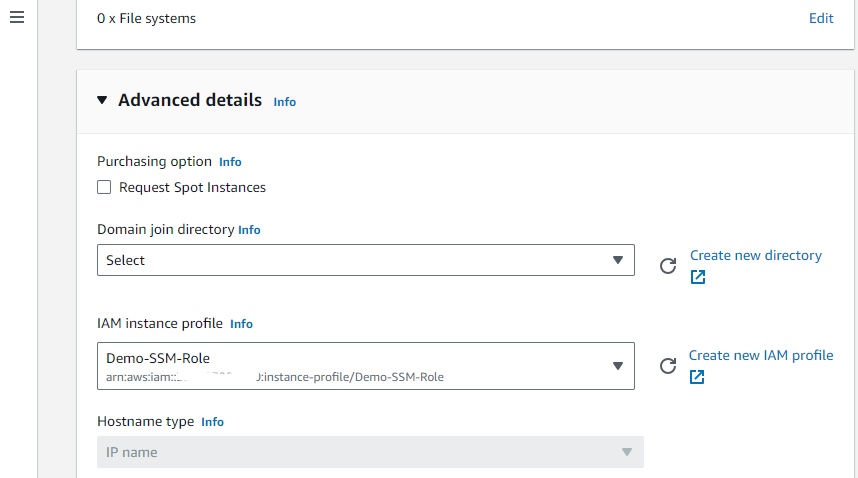 0 x File systems Edit
Advanced details Info
Purchasing option Info
Request Spot Instances
Domain join directory Info
Select
Create new directory
IAM instance profile Info
Demo-SSM-Role
arn:aws:iam::
:instance-profile/Demo-SSM-Role
Create new IAM profile
Hostname type Info
IP name